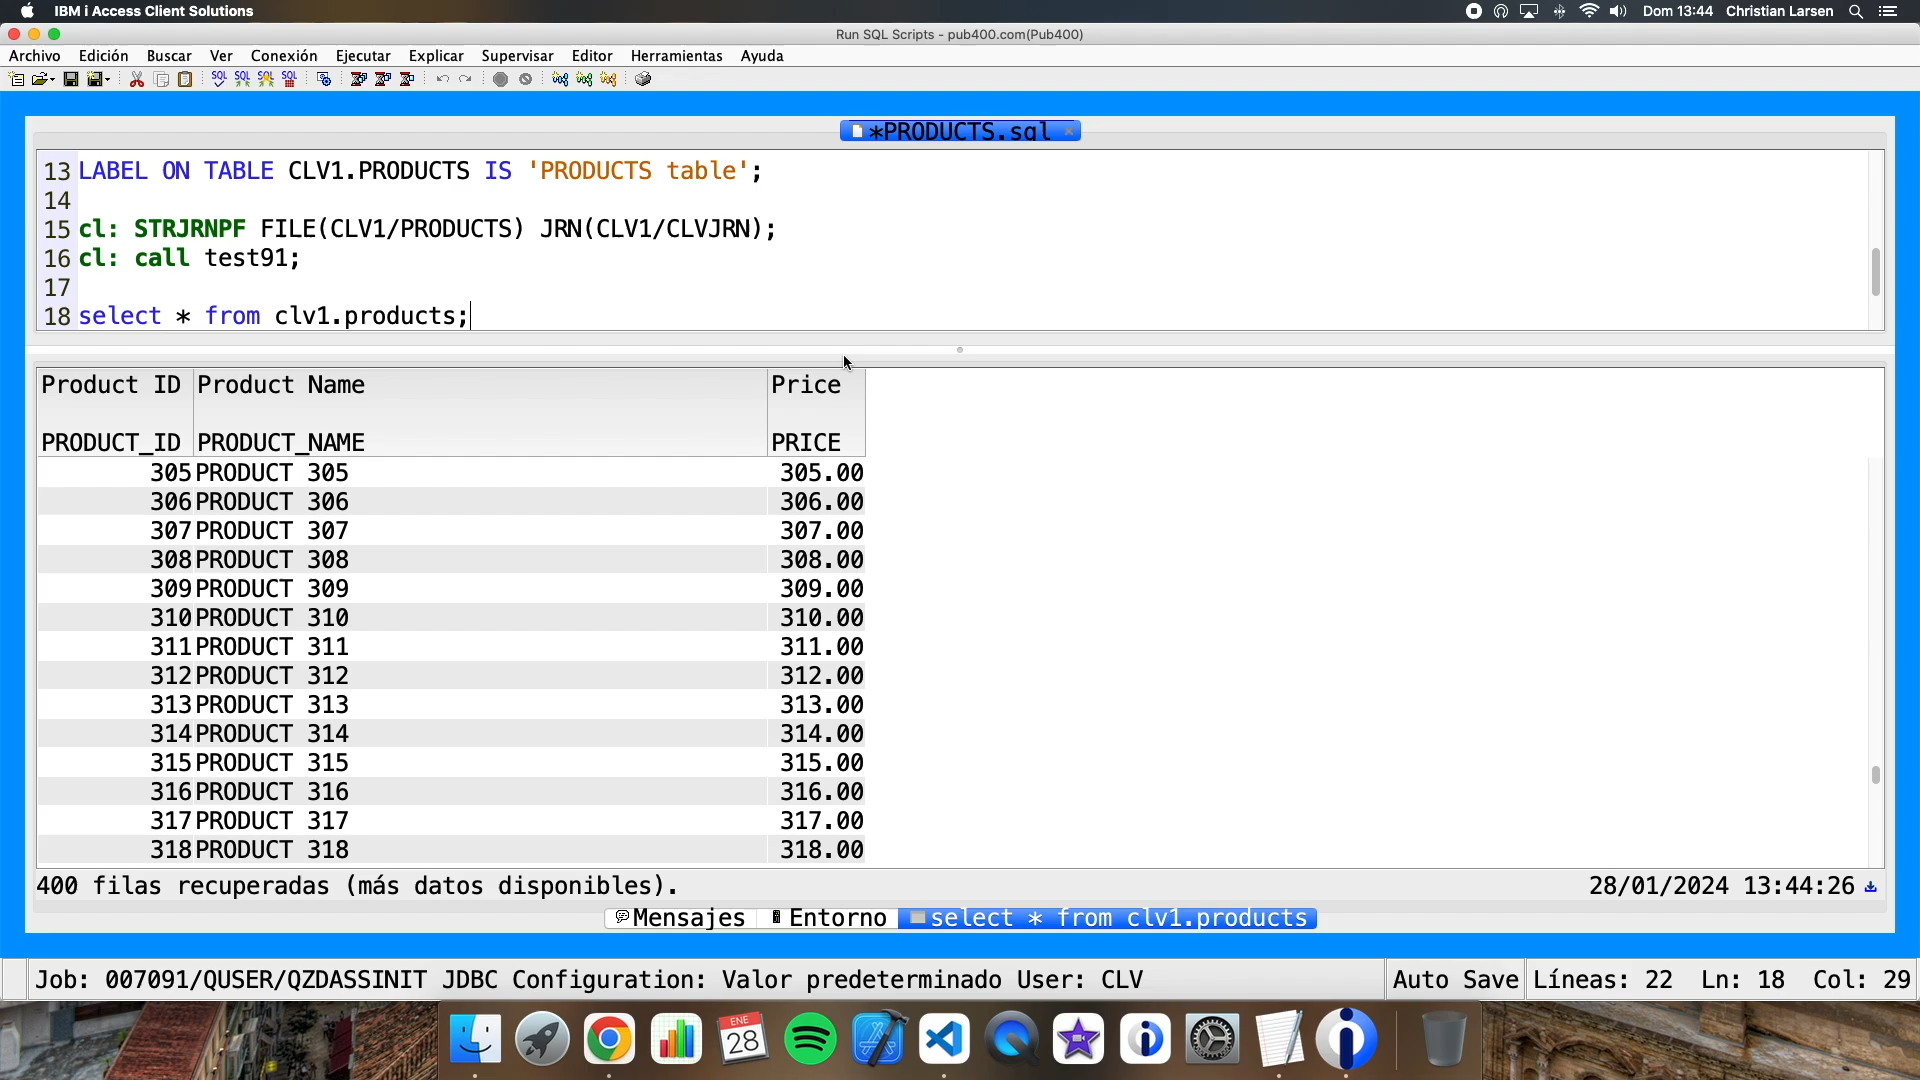 IBM i Access Client Solutions
Dom 13:44 Christian Larsen
Run SQL Scripts - pub400.com(Pub400)
Archivo Edición Buscar Ver Conexión Ejecutar Explicar Supervisar Editor Herramientas Ayuda
SQL SQL SQL SQL
*PRODUCTS.sql
13 LABEL ON TABLE CLV1.PRODUCTS IS 'PRODUCTS table';
14
15 cl: STRJRNPF FILE(CLV1/PRODUCTS) JRN(CLV1/CLVJRN);
16 cl: call test91;
17
18 select * from clv1.products;
Product ID Product Name Price
PRODUCT_ID PRODUCT_NAME PRICE
305 PRODUCT 305 305.00
306 PRODUCT 306 306.00
307 PRODUCT 307 307.00
308 PRODUCT 308 308.00
309 PRODUCT 309 309.00
310 PRODUCT 310 310.00
311 PRODUCT 311 311.00
312 PRODUCT 312 312.00
313 PRODUCT 313 313.00
314 PRODUCT 314 314.00
315 PRODUCT 315 315.00
316 PRODUCT 316 316.00
317 PRODUCT 317 317.00
318 PRODUCT 318 318.00
400 filas recuperadas (más datos disponibles). 28/01/2024 13:44:26
Mensajes Entorno select * from clv1.products
Job: 007091/QUSER/QZDASSINIT JDBC Configuration: Valor predeterminado User: CLV Auto Save Líneas: 22 Ln: 18 Col: 29
ENE
28